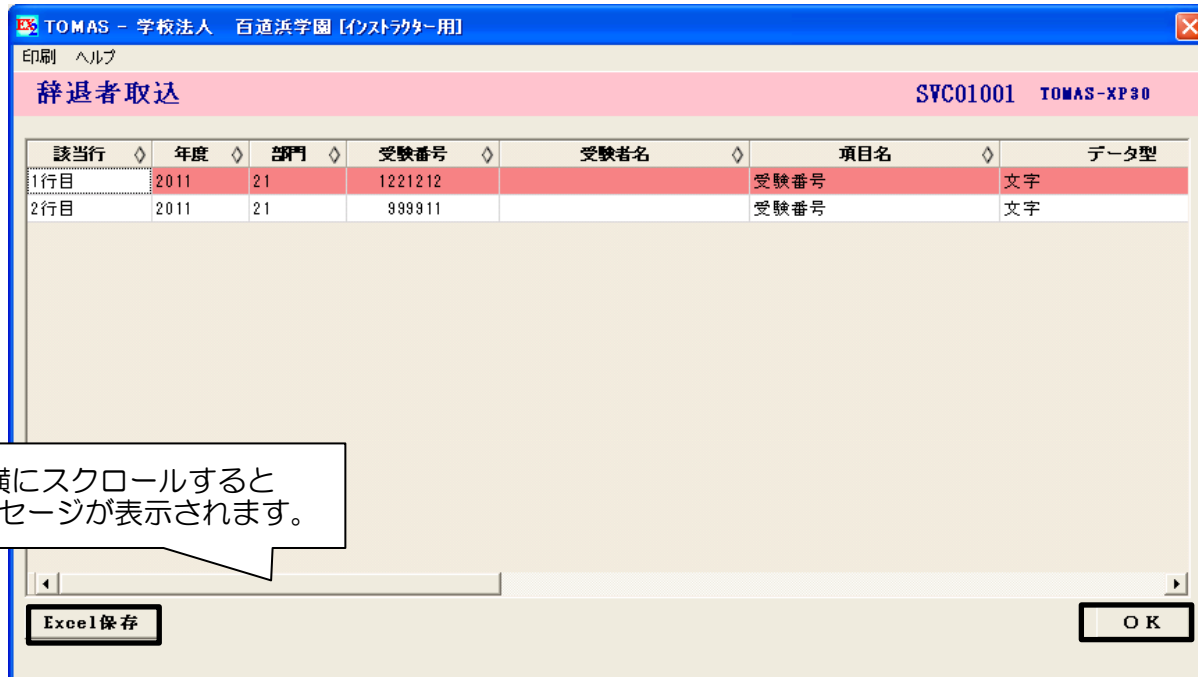 TOMAS - 学校法人　百道浜学園 [インストラクター用]
印刷　ヘルプ
辞退者取込　SVC01001　TOMAS-XP30
該当行　年度　部門　受験番号　受験者名　項目名　データ型
1行目　2011　21　1221212　受験番号　文字
2行目　2011　21　999911　受験番号　文字
横にスクロールすると
セージが表示されます。
Excel保存　ＯＫ